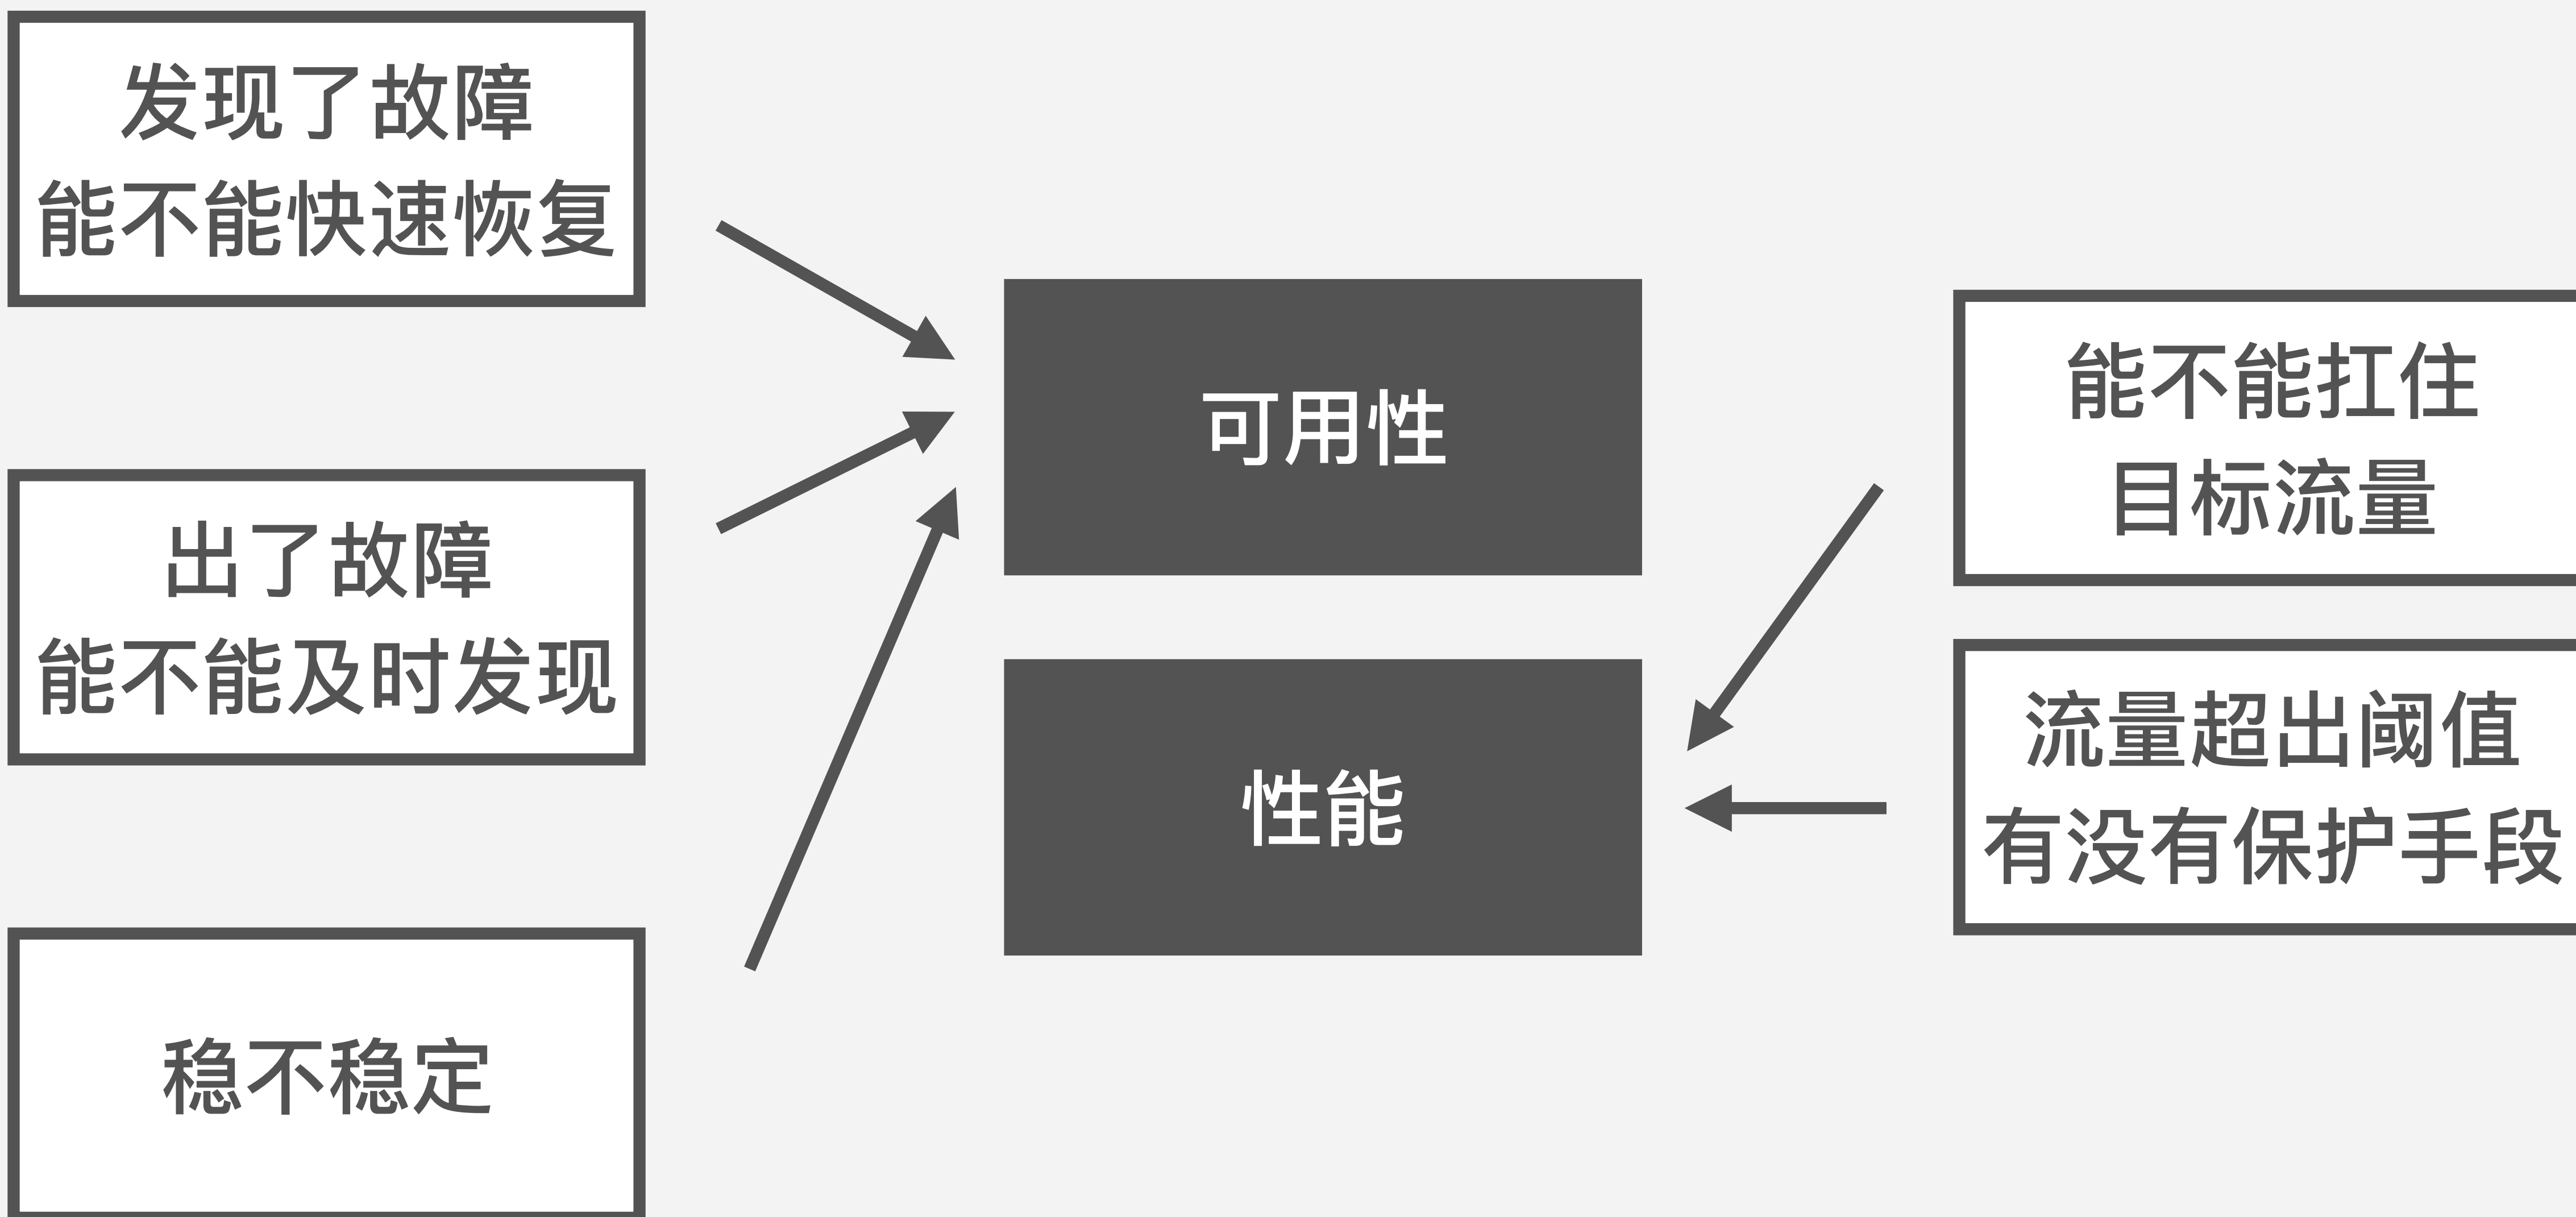 发现了故障
能不能快速恢复
出了故障
能不能及时发现
稳不稳定
可用性
性能
能不能扛住
目标流量
流量超出阈值
有没有保护手段